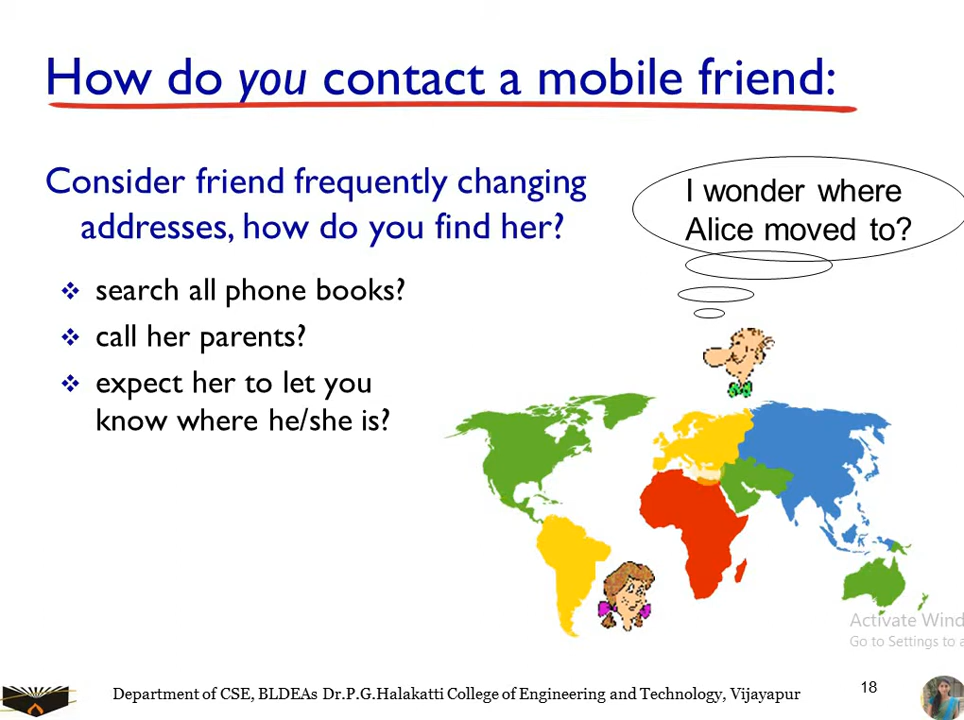 How do you contact a mobile friend:
Consider friend frequently changing
addresses, how do you find her?
I wonder where
Alice moved to?
❖ search all phone books?
❖ call her parents?
❖ expect her to let you
know where he/she is?
Activate Wind
Go to Settings to a
Department of CSE, BLDEAs Dr.P.G.Halakatti College of Engineering and Technology, Vijayapur
18